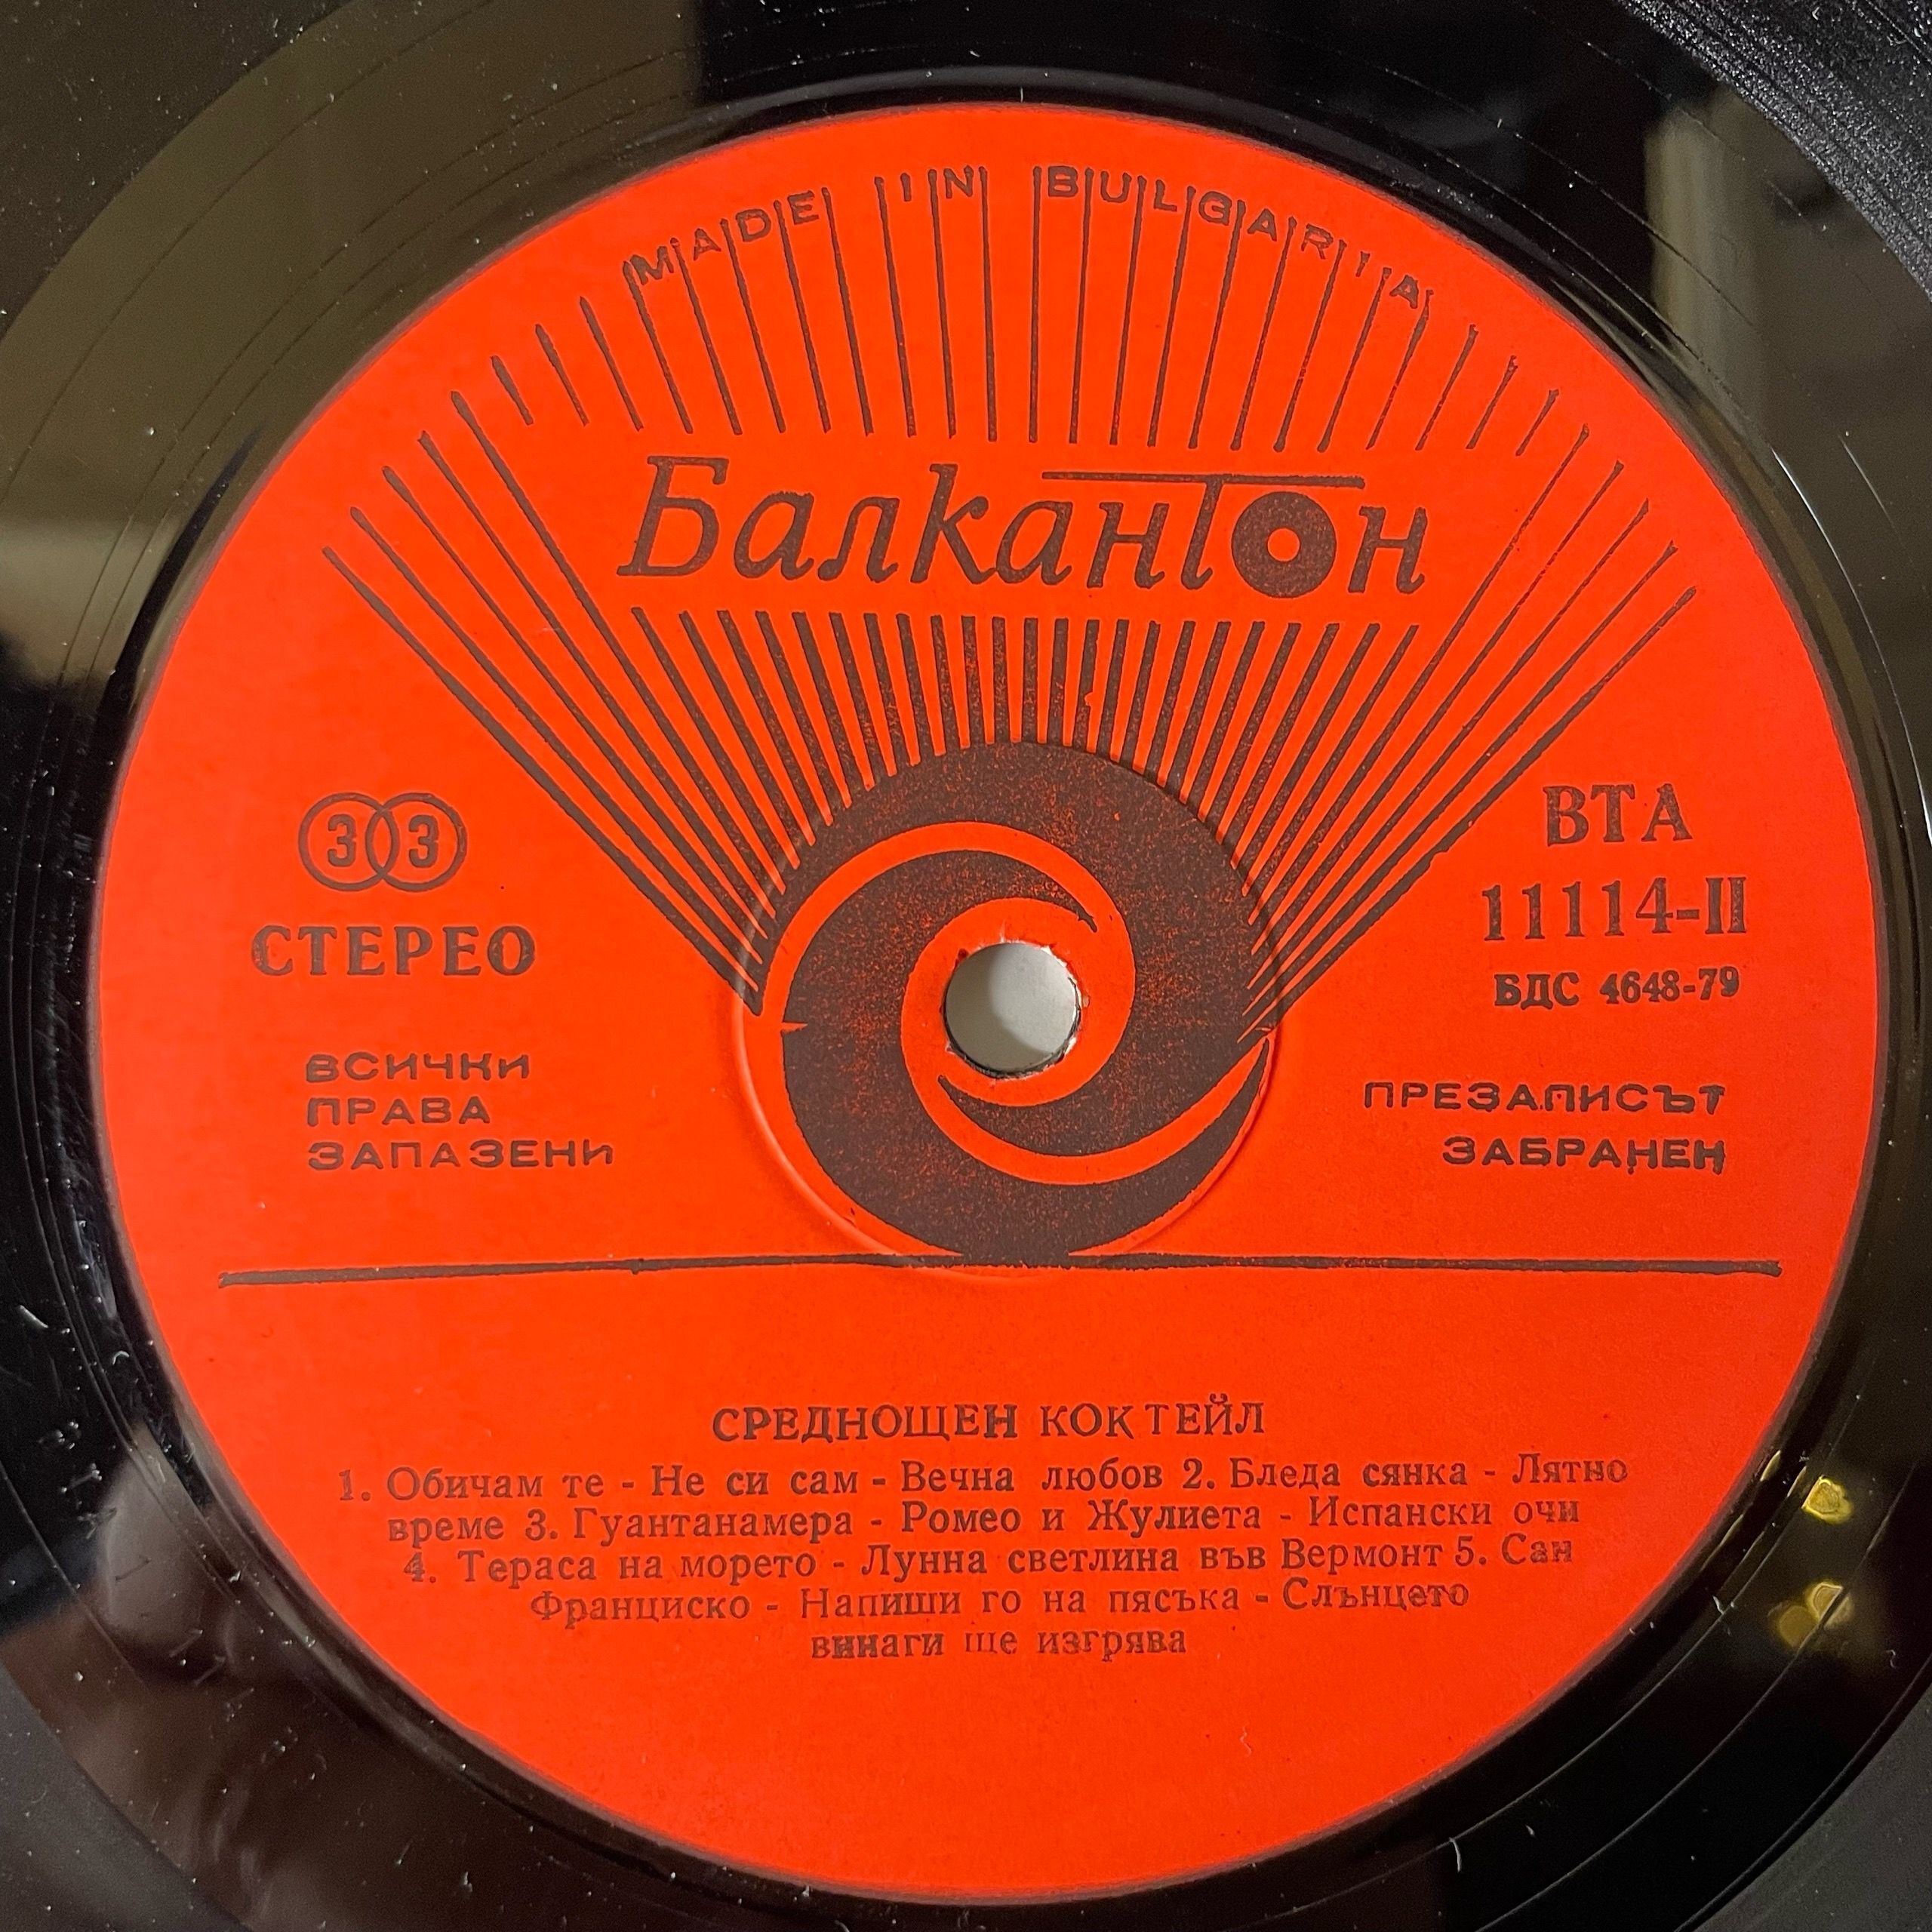 MADE IN BULGARIA
Балкантон
33
СТЕРЕО
ВСИЧКИ
ПРАВА
ЗАПАЗЕНИ
ВТА
11114-II
БДС 4648-79
ПРЕЗАПИСЪТ
ЗАБРАНЕН
СРЕДНОЩЕН КОКТЕЙЛ
1. Обичам те - Не си сам - Вечна любов 2. Бледа сянка - Лятно
време 3. Гуантанамера - Ромео и Жулиета - Испански очи
4. Тераса на морето - Лунна светлина във Вермонт 5. Сан
Франциско - Напиши го на пясъка - Слънцето
винаги ще изгрява